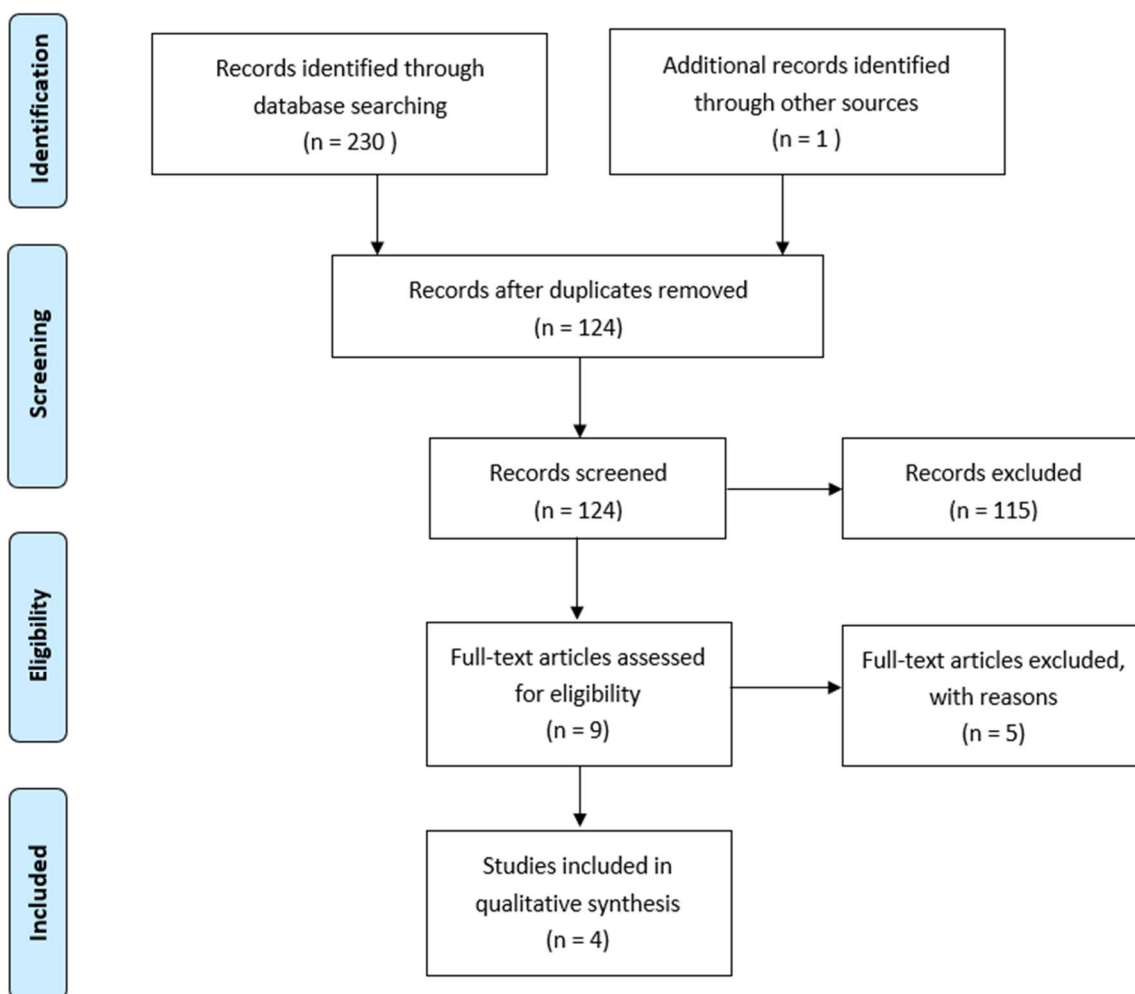 Identification
Records identified through
database searching
(n = 230 )
Additional records identified
through other sources
(n = 1 )
Screening
Records after duplicates removed
(n = 124)
Records screened
(n = 124)
Records excluded
(n = 115)
Eligibility
Full-text articles assessed
for eligibility
(n = 9)
Full-text articles excluded,
with reasons
(n = 5)
Included
Studies included in
qualitative synthesis
(n = 4)